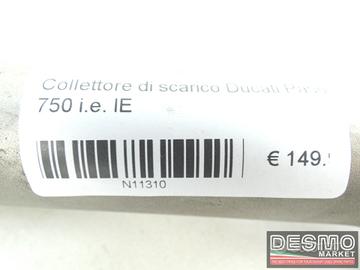 Collettore di scarico Ducati
750 i.e. IE
€ 149.
N11310
DESMO
MARKET